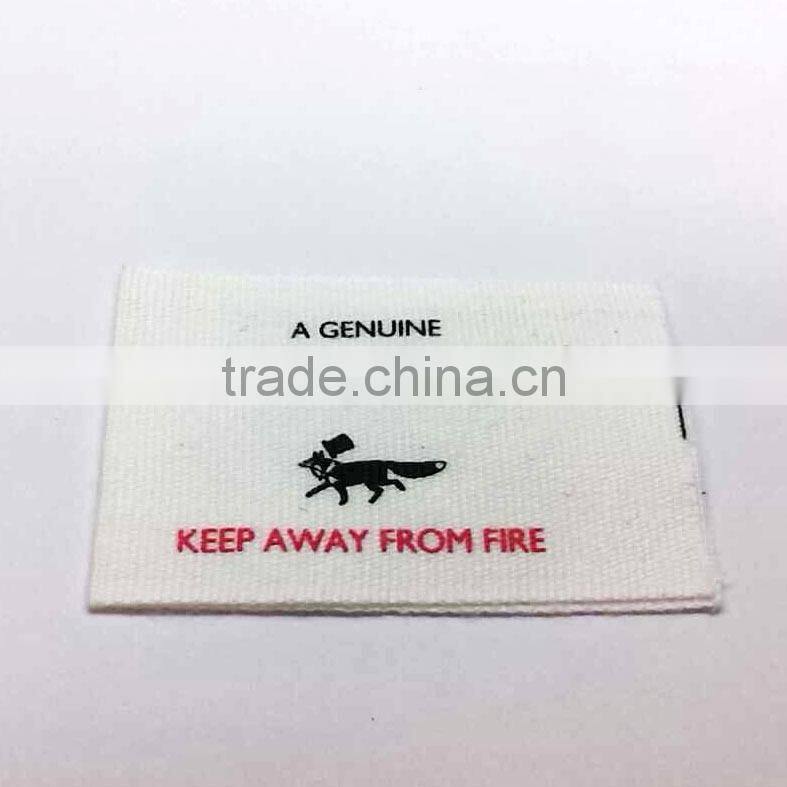 A GENUINE
trade.china.cn
KEEP AWAY FROM FIRE